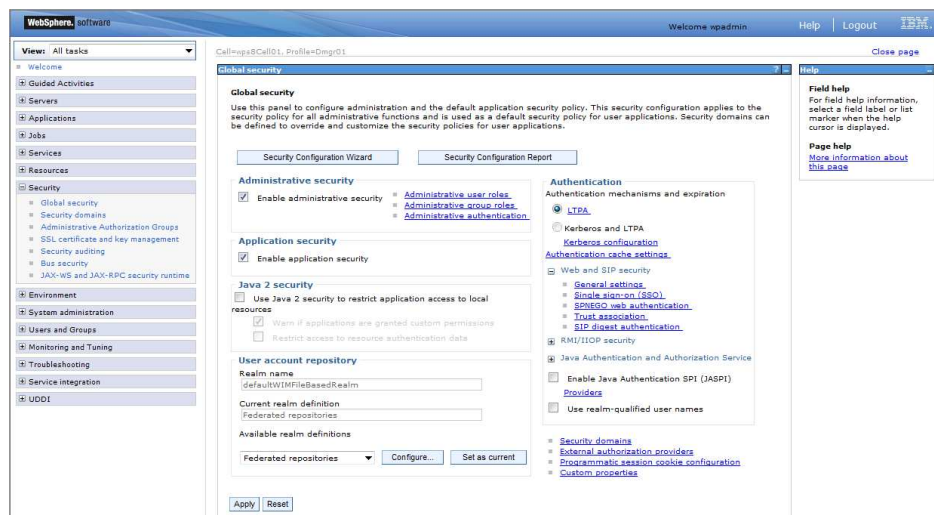 WebSphere. software
Welcome wpadmin
Help | Logout
IBM.
View: All tasks
Welcome
Guided Activities
Servers
Applications
Jobs
Services
Resources
Security
Global security
Security domains
Administrative Authorization Groups
SSL certificate and key management
Security auditing
Bus security
JAX-WS and JAX-RPC security runtime
Environment
System administration
Users and Groups
Monitoring and Tuning
Troubleshooting
Service integration
UDDI
Cell=wps8Cell01, Profile=Dmgr01
Close page
Global security
? _
Global security
Use this panel to configure administration and the default application security policy. This security configuration applies to the
security policy for all administrative functions and is used as a default security policy for user applications. Security domains can
be defined to override and customize the security policies for user applications.
Security Configuration Wizard
Security Configuration Report
Administrative security
Enable administrative security
Administrative user roles
Administrative group roles
Administrative authentication
Application security
Enable application security
Java 2 security
Use Java 2 security to restrict application access to local
resources
Warn if applications are granted custom permissions
Restrict access to resource authentication data
User account repository
Realm name
defaultWIMFileBasedRealm
Current realm definition
Federated repositories
Available realm definitions
Federated repositories
Configure...
Set as current
Apply
Reset
Authentication
Authentication mechanisms and expiration
LTPA
Kerberos and LTPA
Kerberos configuration
Authentication cache settings
Web and SIP security
General settings
Single sign-on (SSO)
SPNEGO web authentication
Trust association
SIP digest authentication
RMI/IIOP security
Java Authentication and Authorization Service
Enable Java Authentication SPI (JASPI)
Providers
Use realm-qualified user names
Security domains
External authorization providers
Programmatic session cookie configuration
Custom properties
Help
Field help
For field help information,
select a field label or list
marker when the help
cursor is displayed.
Page help
More information about
this page